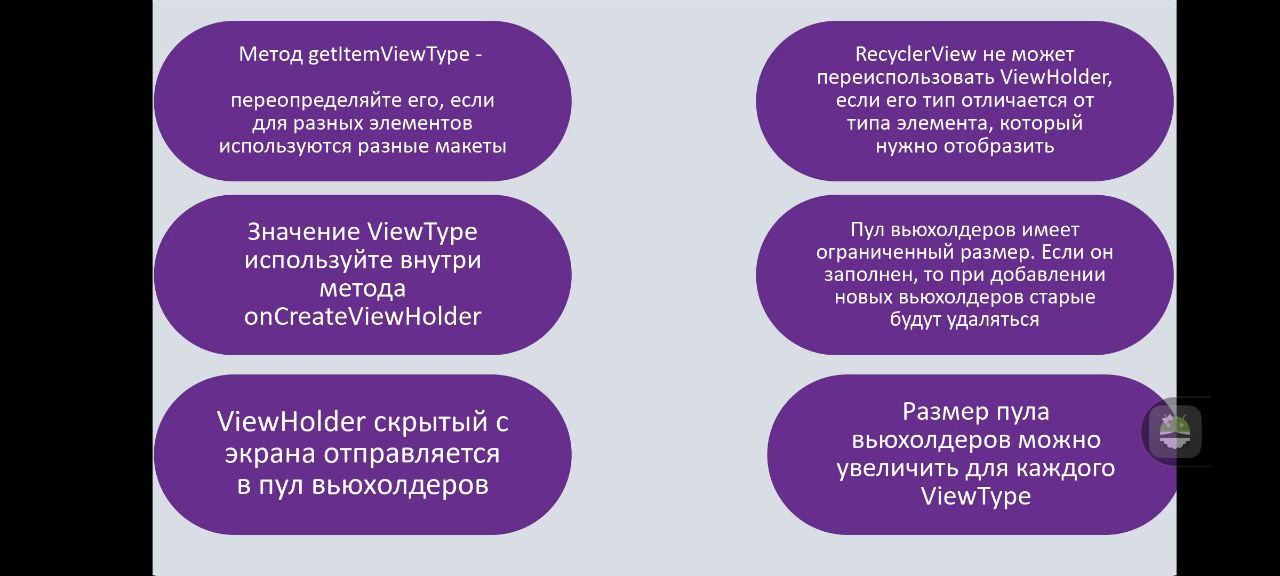 Метод getItemViewType -
переопределяйте его, если
для разных элементов
используются разные макеты
RecyclerView не может
переиспользовать ViewHolder,
если его тип отличается от
типа элемента, который
нужно отобразить
Значение ViewType
используйте внутри
метода
onCreateViewHolder
Пул вьюхолдеров имеет
ограниченный размер. Если он
заполнен, то при добавлении
новых вьюхолдеров старые
будут удаляться
ViewHolder скрытый с
экрана отправляется
в пул вьюхолдеров
Размер пула
вьюхолдеров можно
увеличить для каждого
ViewType